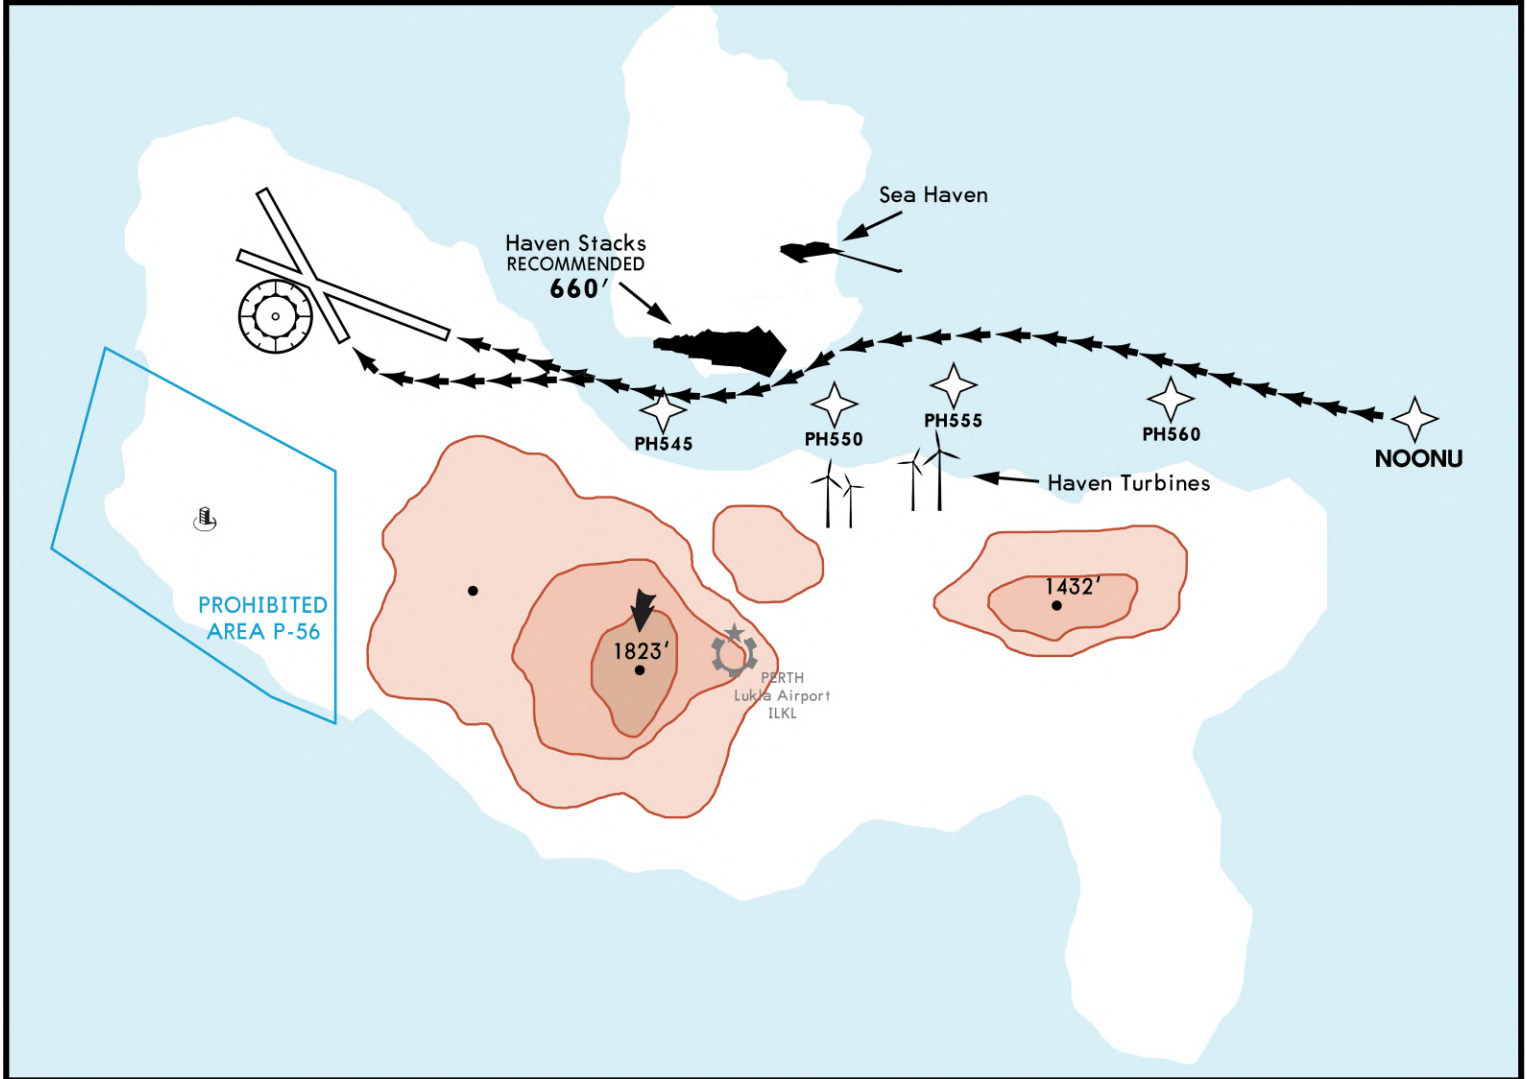 Sea Haven
Haven Stacks
RECOMMENDED
660′
PH545
PH550
PH555
PH560
NOONU
Haven Turbines
PROHIBITED
AREA P-56
1823′
1432′
PERTH
Lukla Airport
ILKL